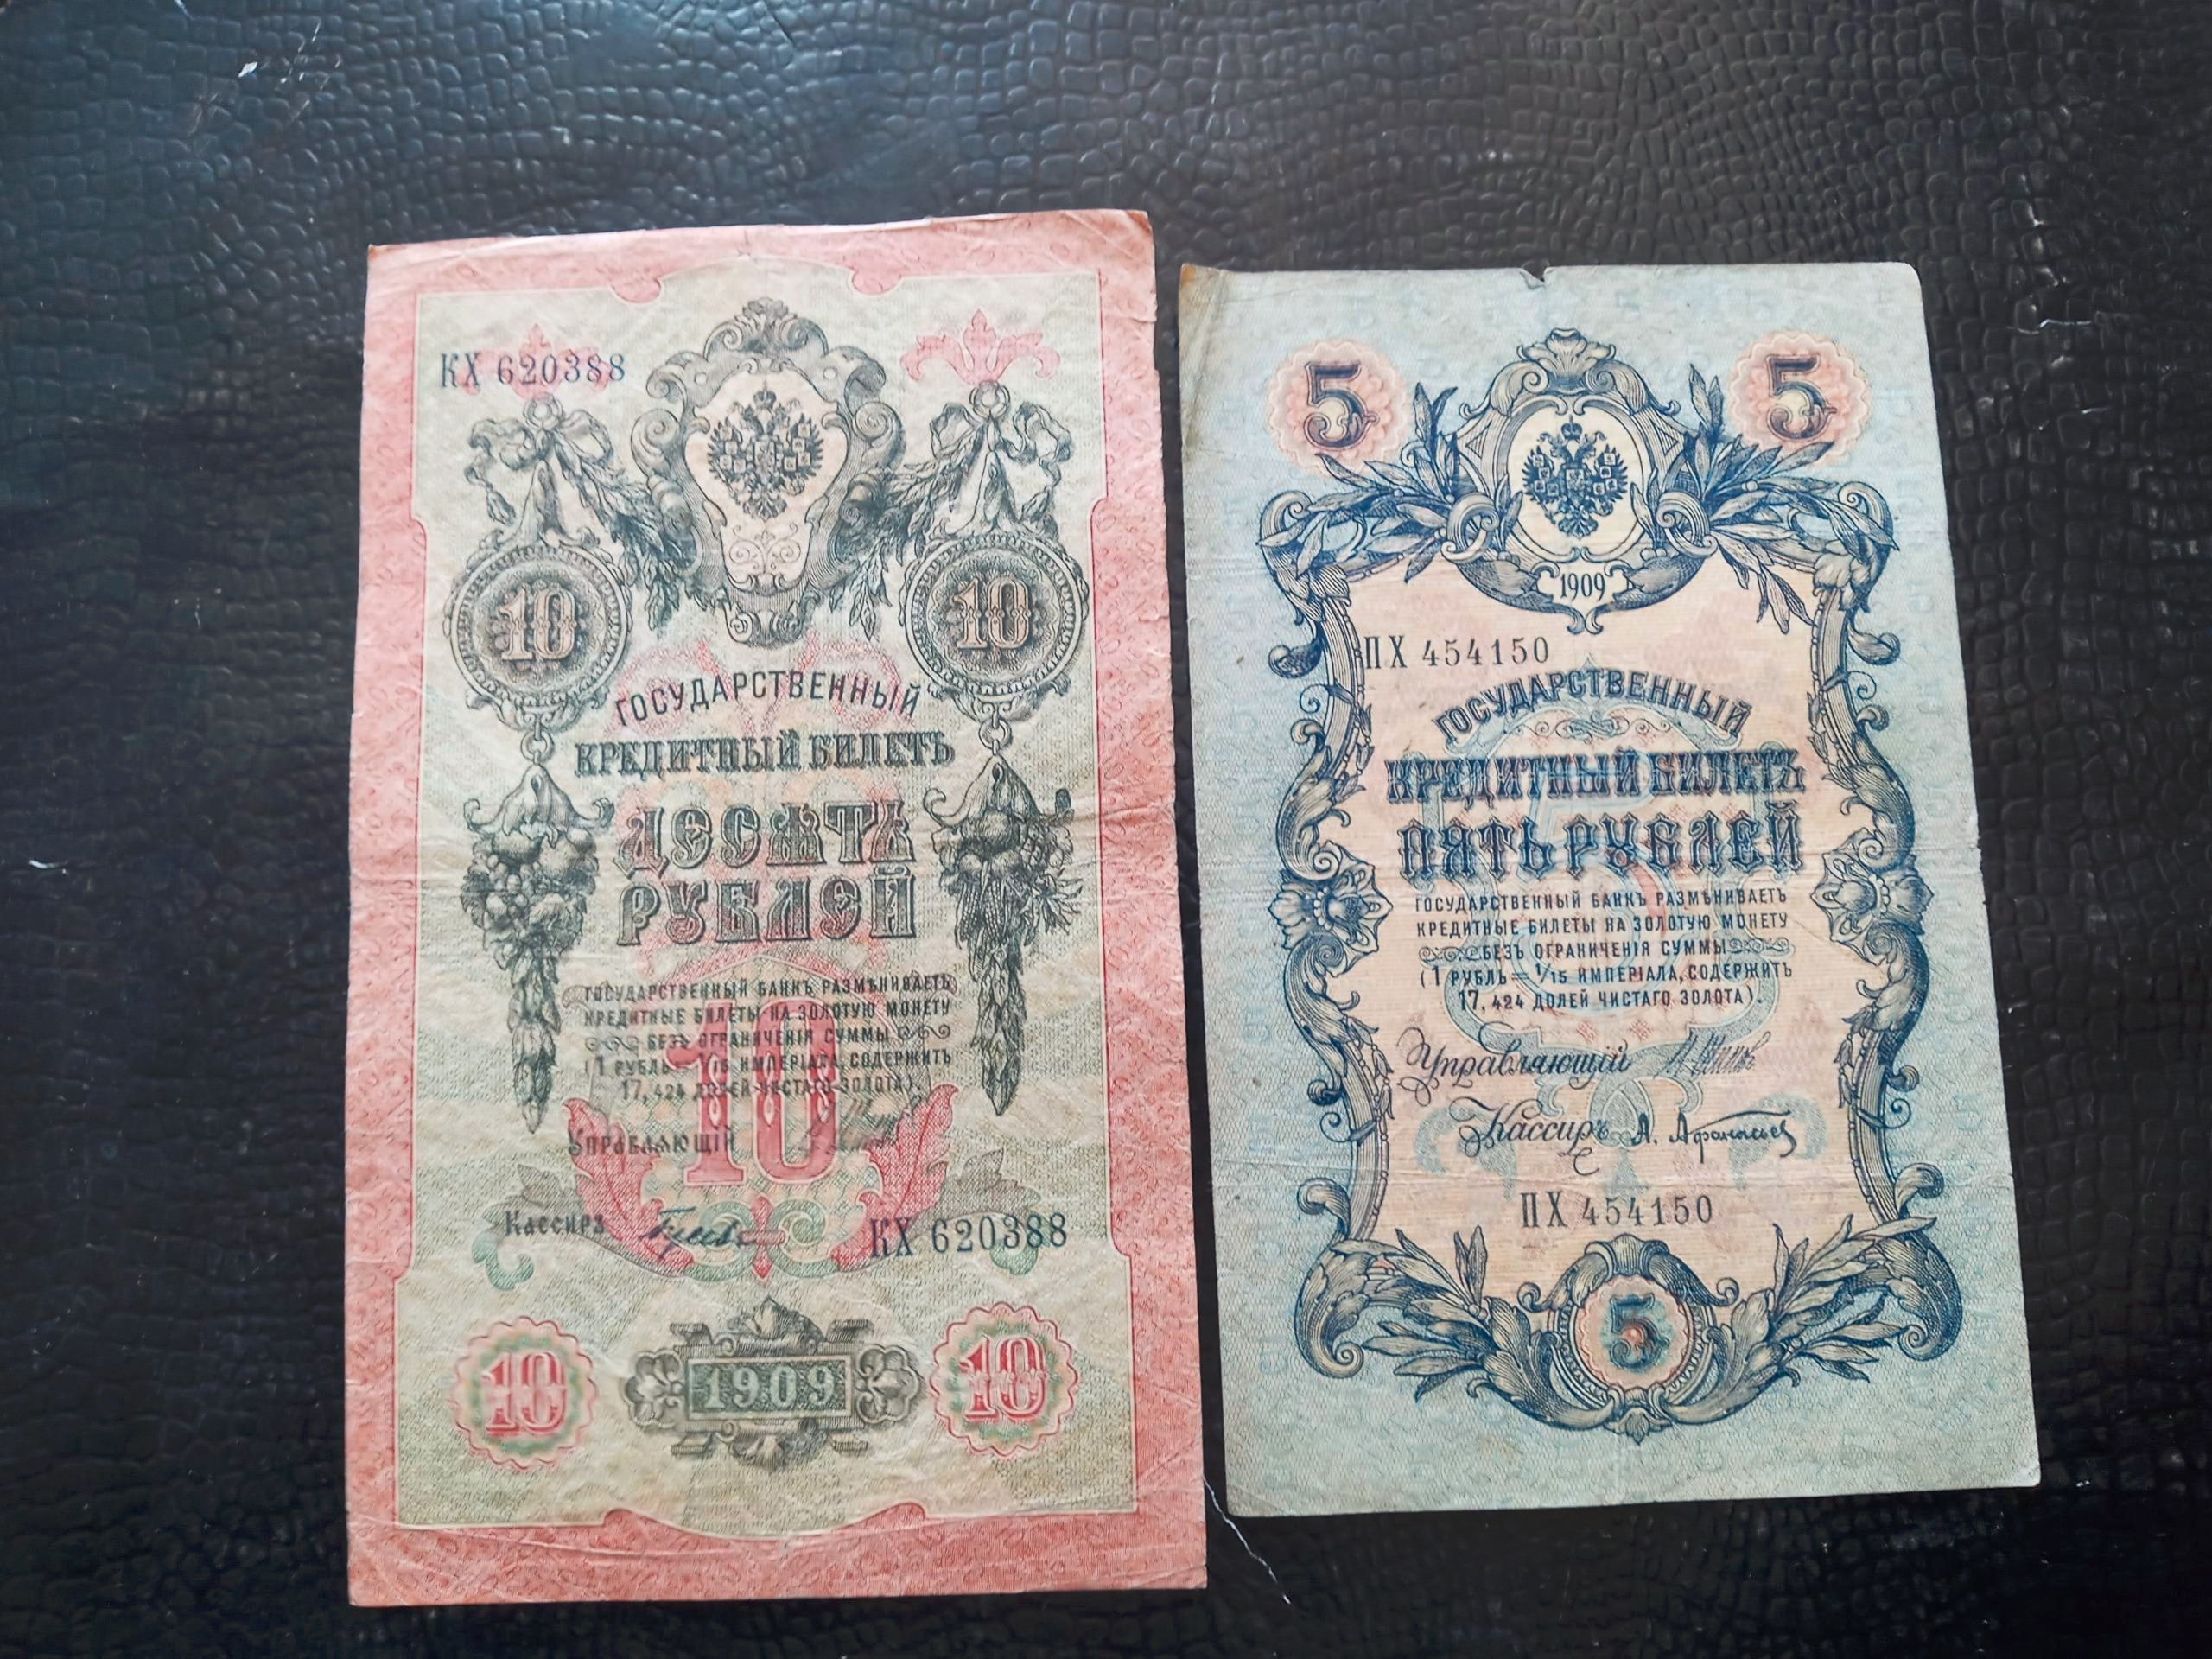 КХ 620388
10
10
ГОСУДАРСТВЕННЫЙ
КРЕДИТНЫЙ БИЛЕТЪ
ДЕСЯТЬ
РУБЛЕЙ
ГОСУДАРСТВЕННЫЙ БАНКЪ РАЗМѢНИВАЕТЪ
КРЕДИТНЫЕ БИЛЕТЫ НА ЗОЛОТУЮ МОНЕТУ
БЕЗЪ ОГРАНИЧЕНІЯ СУММЫ
(1 РУБЛЬ = 1/15 ИМПЕРІАЛА, СОДЕРЖИТЪ
17,424 ДОЛЕЙ ЧИСТАГО ЗОЛОТА).
10
УПРАВЛЯЮЩІЙ
Кассиръ
КХ 620388
10
1909
10
5
5
1909
ПХ 454150
ГОСУДАРСТВЕННЫЙ
КРЕДИТНЫЙ БИЛЕТЪ
ПЯТЬ РУБЛЕЙ
ГОСУДАРСТВЕННЫЙ БАНКЪ РАЗМѢНИВАЕТЪ
КРЕДИТНЫЕ БИЛЕТЫ НА ЗОЛОТУЮ МОНЕТУ
БЕЗЪ ОГРАНИЧЕНІЯ СУММЫ
(1 РУБЛЬ = 1/15 ИМПЕРІАЛА, СОДЕРЖИТЪ
17,424 ДОЛЕЙ ЧИСТАГО ЗОЛОТА).
Управляющій
Кассиръ А. Афанасьев
ПХ 454150
5